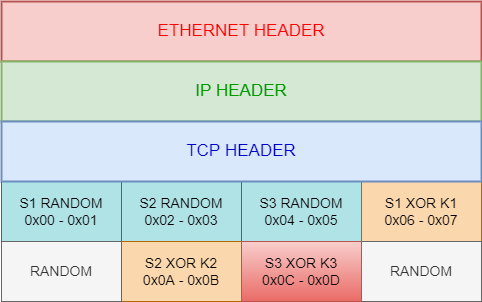 ETHERNET HEADER
IP HEADER
TCP HEADER
S1 RANDOM
0x00 - 0x01
S2 RANDOM
0x02 - 0x03
S3 RANDOM
0x04 - 0x05
S1 XOR K1
0x06 - 0x07
RANDOM
S2 XOR K2
0x0A - 0x0B
S3 XOR K3
0x0C - 0x0D
RANDOM